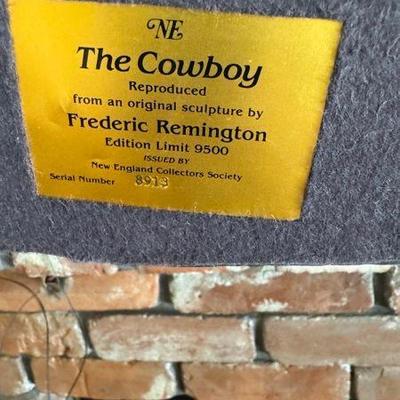 NE
The Cowboy
Reproduced
from an original sculpture by
Frederic Remington
Edition Limit 9500
ISSUED BY
New England Collectors Society
Serial Number 8913